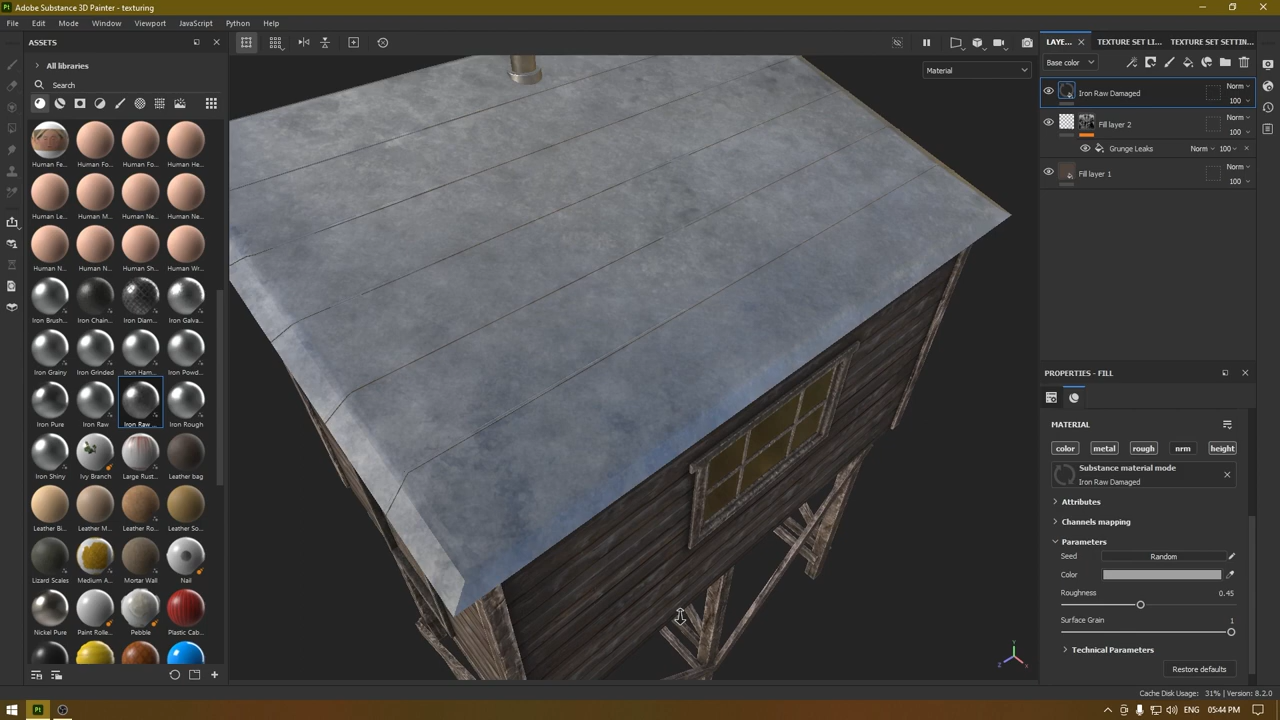 Pt Adobe Substance 3D Painter - texturing
File Edit Mode Window Viewport JavaScript Python Help
ASSETS
All libraries
Search
Human Fe... Human Fo... Human Fo... Human He...
Human Le... Human M... Human Ne... Human Ne...
Human N... Human N... Human Sh... Human Wr...
Iron Brush... Iron Chain... Iron Diam... Iron Galva...
Iron Grainy Iron Grinded Iron Ham... Iron Powd...
Iron Pure Iron Raw Iron Raw ... Iron Rough
Iron Shiny Ivy Branch Large Rust... Leather bag
Leather Bi... Leather M... Leather Ro... Leather So...
Lizard Scales Medium A... Mortar Wall Nail
Nickel Pure Paint Rolle... Pebble Plastic Cab...
Material
Y
Z X
LAYE... TEXTURE SET LI... TEXTURE SET SETTIN...
Base color
Iron Raw Damaged Norm
100
Fill layer 2 Norm
100
Grunge Leaks Norm 100
Fill layer 1 Norm
100
PROPERTIES - FILL
MATERIAL
color metal rough nrm height
Substance material mode
Iron Raw Damaged
Attributes
Channels mapping
Parameters
Seed Random
Color
Roughness 0.45
Surface Grain 1
Technical Parameters
Restore defaults
Cache Disk Usage: 31% | Version: 8.2.0
Pt ENG 05:44 PM